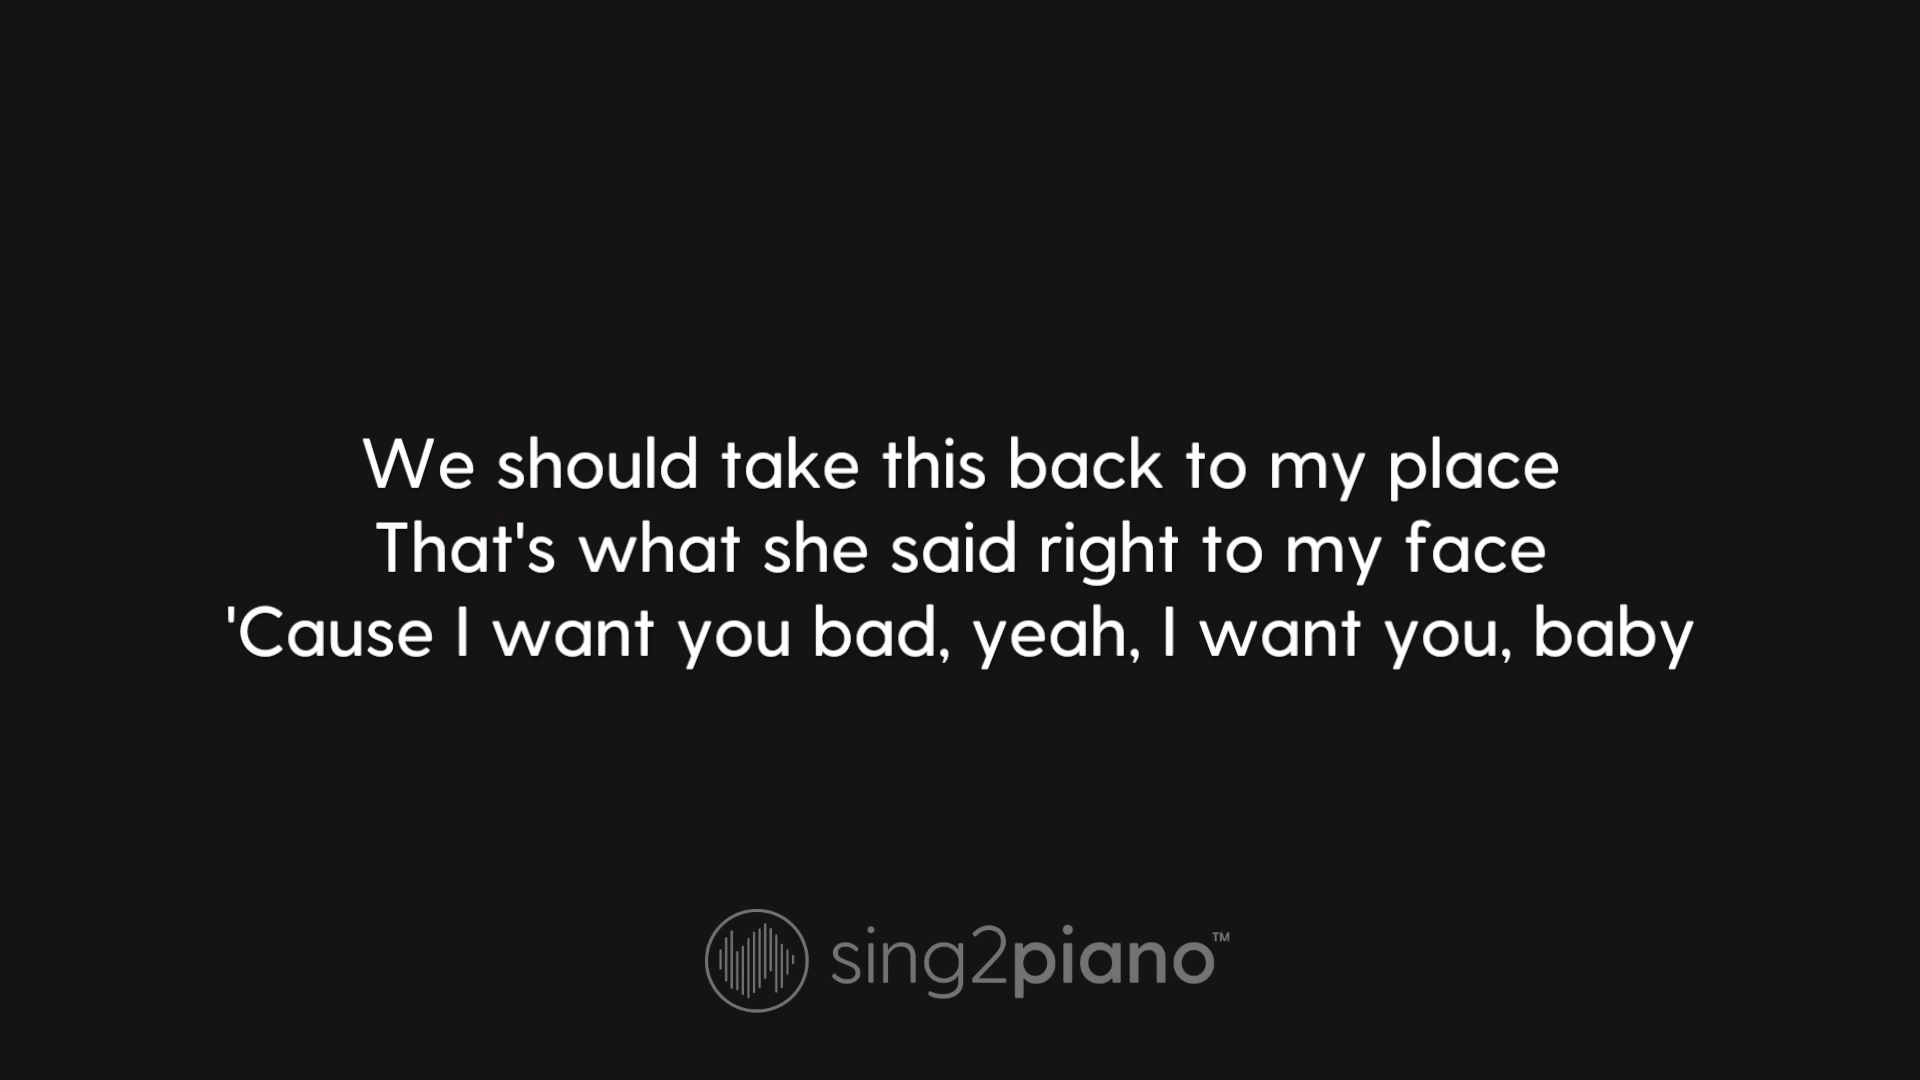 We should take this back to my place
That's what she said right to my face
'Cause I want you bad, yeah, I want you, baby
sing2piano™